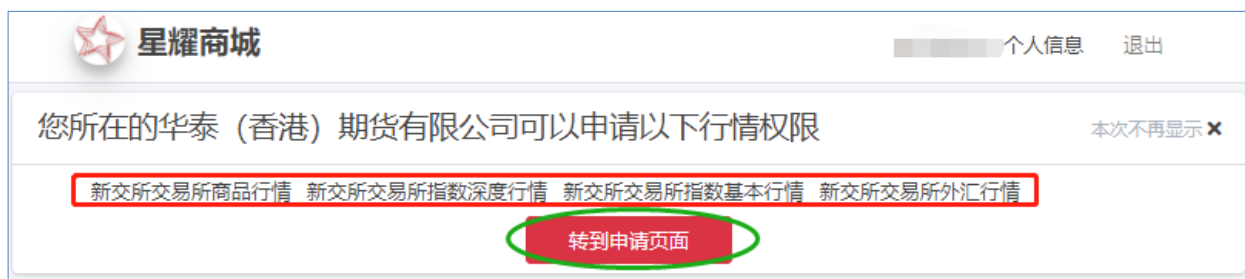 星耀商城
个人信息 退出
您所在的华泰（香港）期货有限公司可以申请以下行情权限 本次不再显示 ×
新交所交易所商品行情 新交所交易所指数深度行情 新交所交易所指数基本行情 新交所交易所外汇行情
转到申请页面